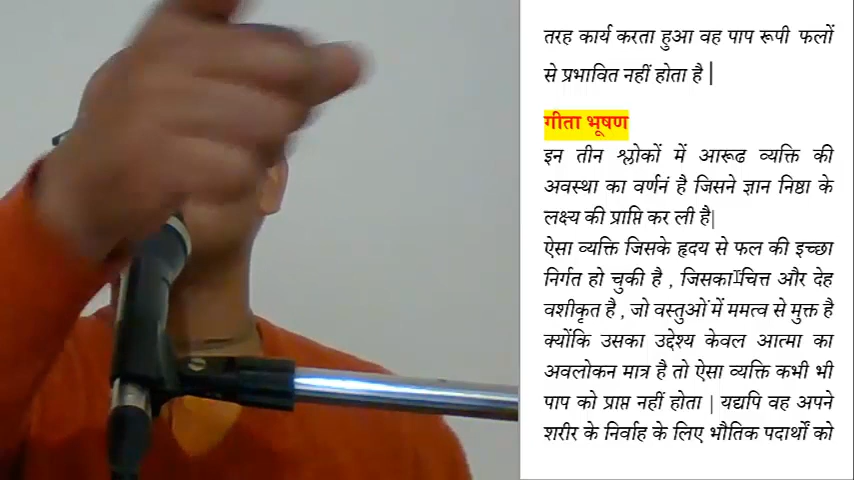 तरह कार्य करता हुआ वह पाप रूपी फलों
से प्रभावित नहीं होता है |
गीता भूषण
इन तीन श्लोकों में आरूढ व्यक्ति की
अवस्था का वर्णनं है जिसने ज्ञान निष्ठा के
लक्ष्य की प्राप्ति कर ली है|
ऐसा व्यक्ति जिसके हृदय से फल की इच्छा
निर्गत हो चुकी है , जिसका चित्त और देह
वशीकृत है , जो वस्तुओं में ममत्व से मुक्त है
क्योंकि उसका उद्देश्य केवल आत्मा का
अवलोकन मात्र है तो ऐसा व्यक्ति कभी भी
पाप को प्राप्त नहीं होता | यद्यपि वह अपने
शरीर के निर्वाह के लिए भौतिक पदार्थों को